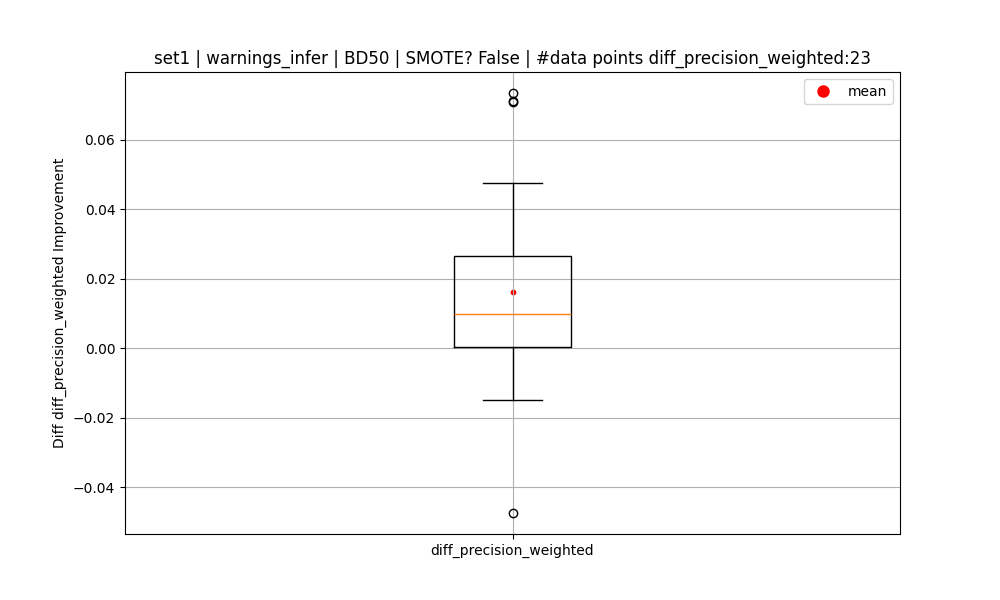 set1 | warnings_infer | BD50 | SMOTE? False | #data points diff_precision_weighted:23
mean
0.06
0.04
0.02
0.00
−0.02
−0.04
Diff diff_precision_weighted Improvement
diff_precision_weighted